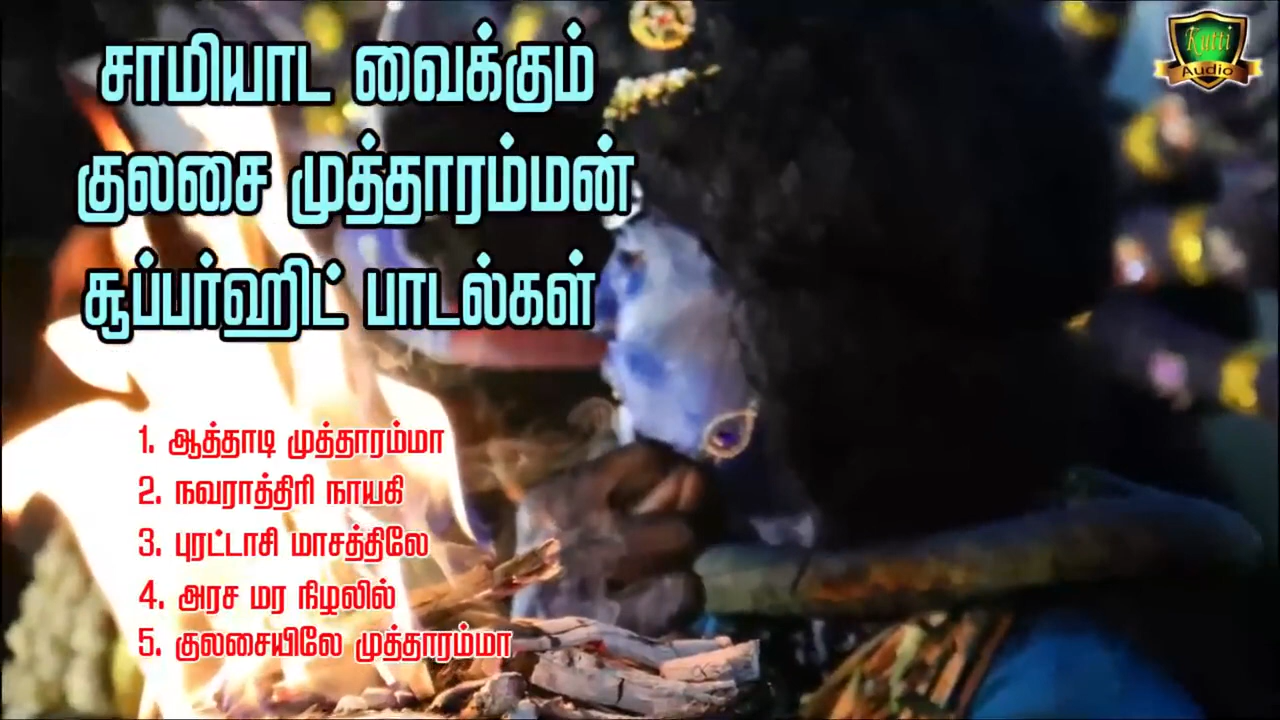 சாமியாட வைக்கும்
குலசை முத்தாரம்மன்
சூப்பர்ஹிட் பாடல்கள்
Kutti
Audio
1. ஆத்தாடி முத்தாரம்மா
2. நவராத்திரி நாயகி
3. புரட்டாசி மாசத்திலே
4. அரச மர நிழலில்
5. குலசையிலே முத்தாரம்மா